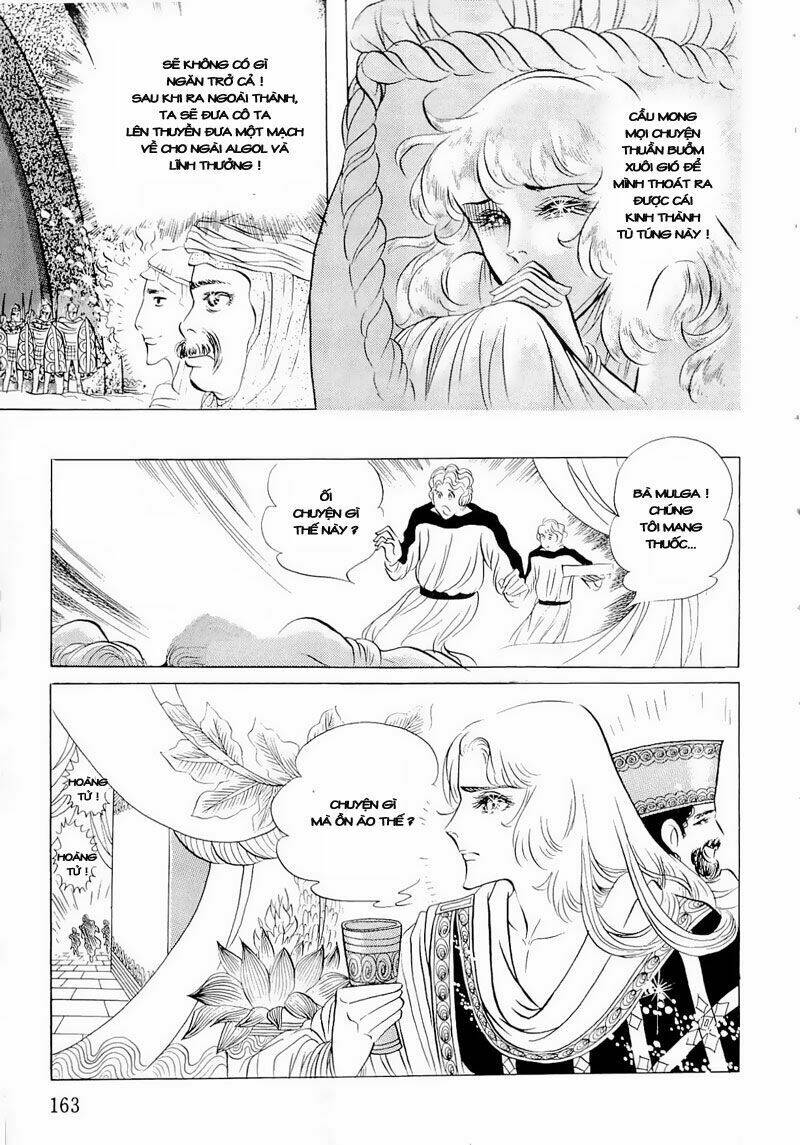 CẦU MONG
MỌI CHUYỆN
THUẬN BUỒM
XUÔI GIÓ ĐỂ
MÌNH THOÁT RA
ĐƯỢC CÁI
KINH THÀNH
TÙ TÚNG NÀY !
SẼ KHÔNG CÓ GÌ
NGĂN TRỞ CẢ !
SAU KHI RA NGOÀI THÀNH,
TA SẼ ĐƯA CÔ TA
LÊN THUYỀN ĐƯA MỘT MẠCH
VỀ CHO NGÀI ALGOL VÀ
LĨNH THƯỞNG !
BÀ MULGA !
CHÚNG
TÔI MANG
THUỐC...
ỐI
CHUYỆN GÌ
THẾ NÀY ?
CHUYỆN GÌ
MÀ ỒN ÀO THẾ ?
HOÀNG
TỬ !
HOÀNG
TỬ !
163